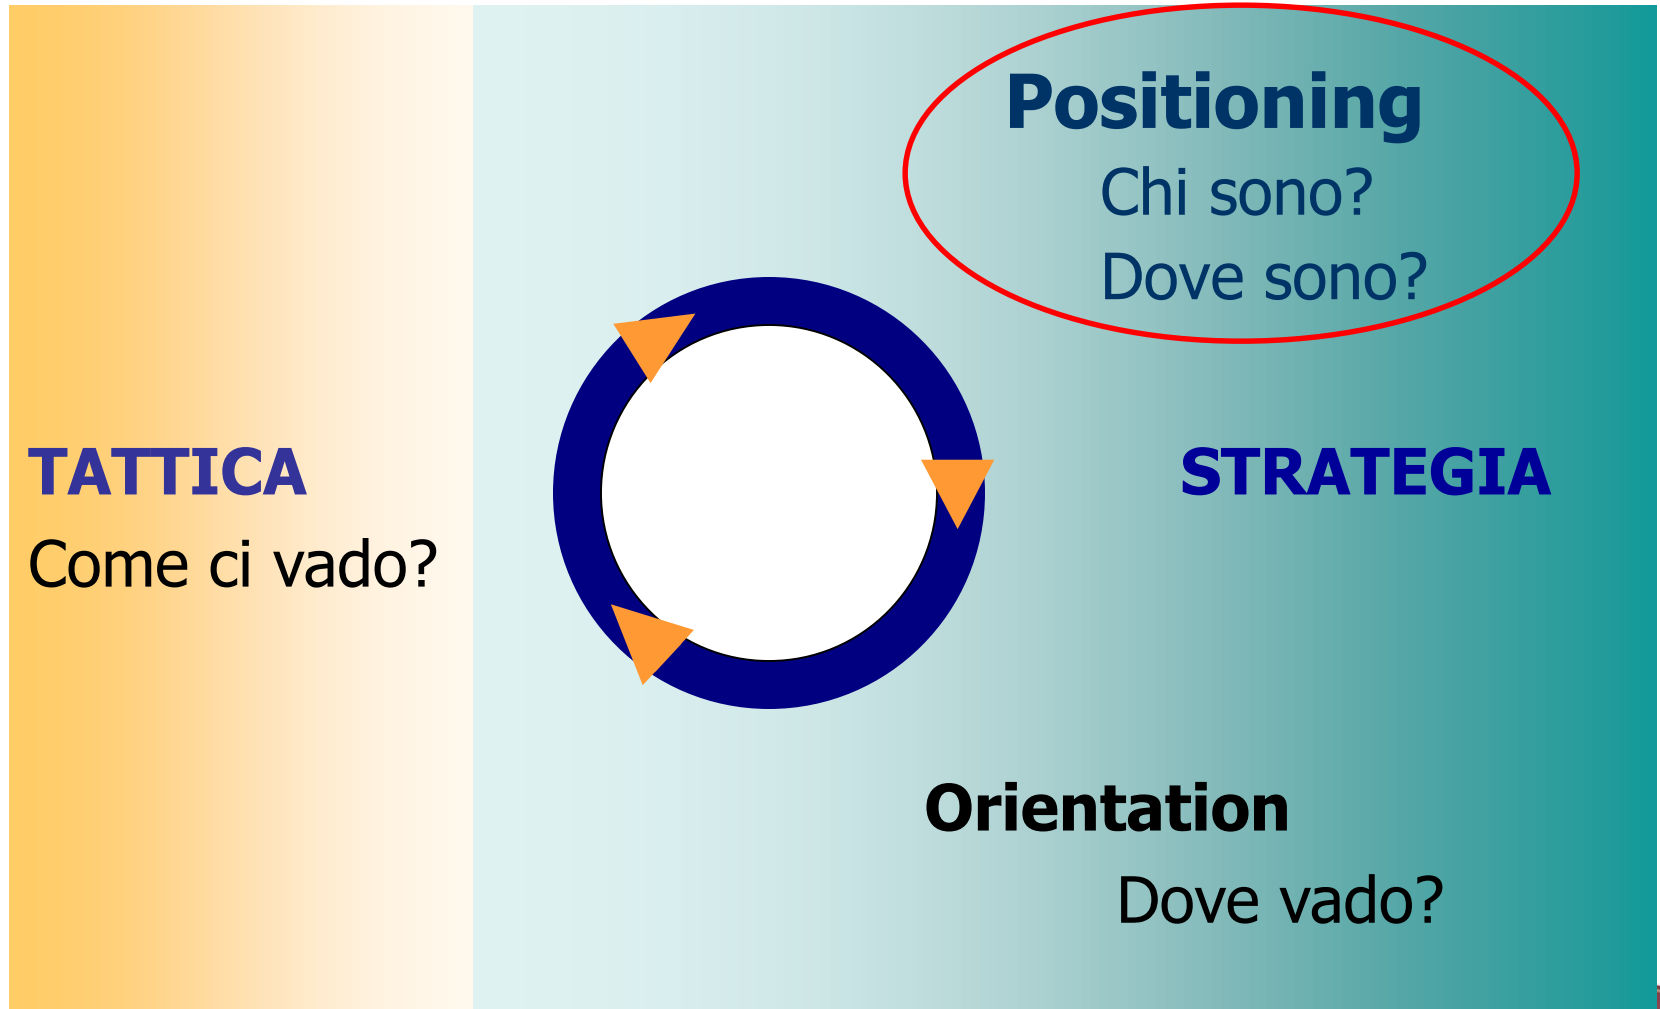 Positioning
Chi sono?
Dove sono?
TATTICA
Come ci vado?
STRATEGIA
Orientation
Dove vado?